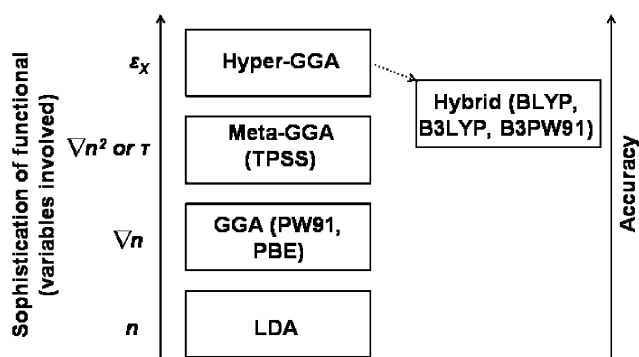 Sophistication of functional
(variables involved)
εX
Hyper-GGA
Hybrid (BLYP,
B3LYP, B3PW91)
∇n² or τ
Meta-GGA
(TPSS)
∇n
GGA (PW91,
PBE)
n
LDA
Accuracy